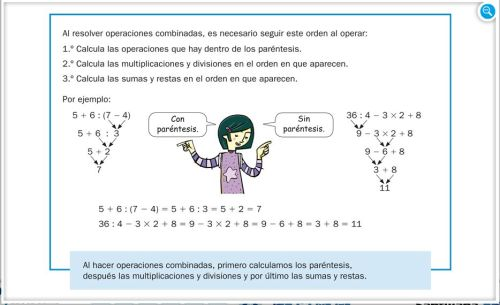 Al resolver operaciones combinadas, es necesario seguir este orden al operar:
1.º Calcula las operaciones que hay dentro de los paréntesis.
2.º Calcula las multiplicaciones y divisiones en el orden en que aparecen.
3.º Calcula las sumas y restas en el orden en que aparecen.
Por ejemplo:
5 + 6 : (7 – 4)
5 + 6 : 3
5 + 2
7
Con
paréntesis.
Sin
paréntesis.
36 : 4 – 3 × 2 + 8
9 – 3 × 2 + 8
9 – 6 + 8
3 + 8
11
5 + 6 : (7 – 4) = 5 + 6 : 3 = 5 + 2 = 7
36 : 4 – 3 × 2 + 8 = 9 – 3 × 2 + 8 = 9 – 6 + 8 = 3 + 8 = 11
Al hacer operaciones combinadas, primero calculamos los paréntesis,
después las multiplicaciones y divisiones y por último las sumas y restas.